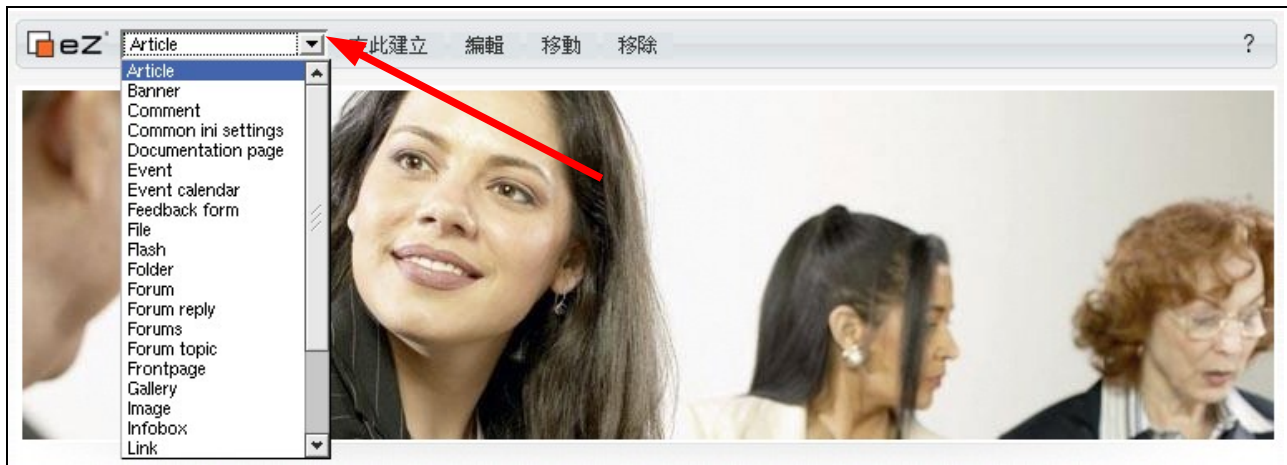 eZ Article 在此建立 編輯 移動 移除 ?
Article
Banner
Comment
Common ini settings
Documentation page
Event
Event calendar
Feedback form
File
Flash
Folder
Forum
Forum reply
Forums
Forum topic
Frontpage
Gallery
Image
Infobox
Link